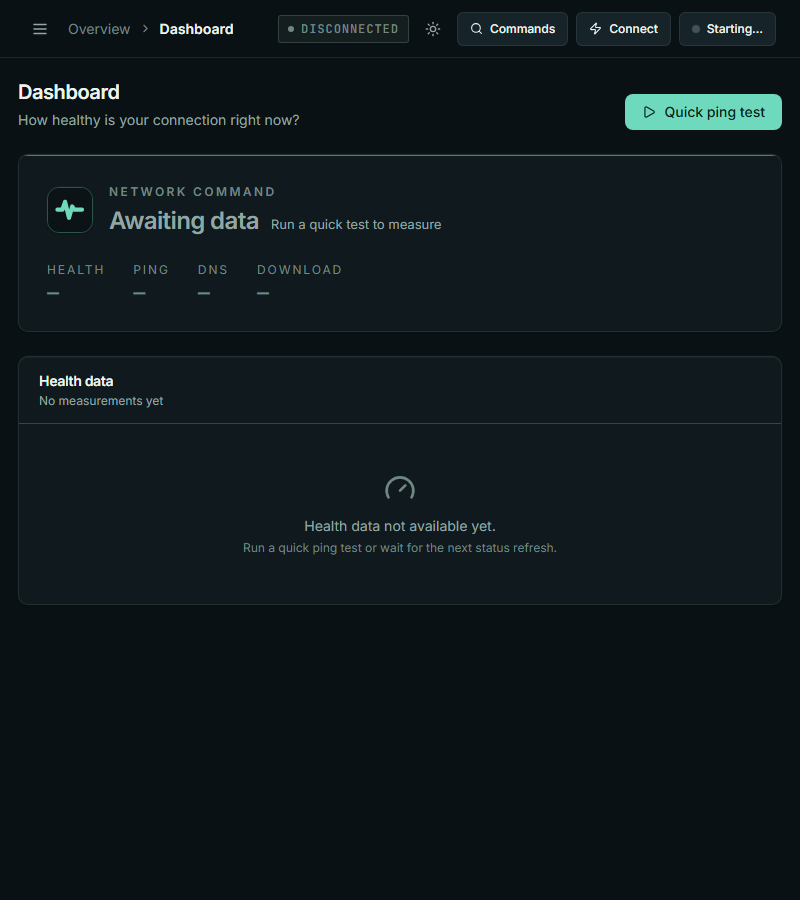 Overview > Dashboard
DISCONNECTED
Commands
Connect
Starting...
Dashboard
How healthy is your connection right now?
Quick ping test
NETWORK COMMAND
Awaiting data Run a quick test to measure
HEALTH PING DNS DOWNLOAD
— — — —
Health data
No measurements yet
Health data not available yet.
Run a quick ping test or wait for the next status refresh.